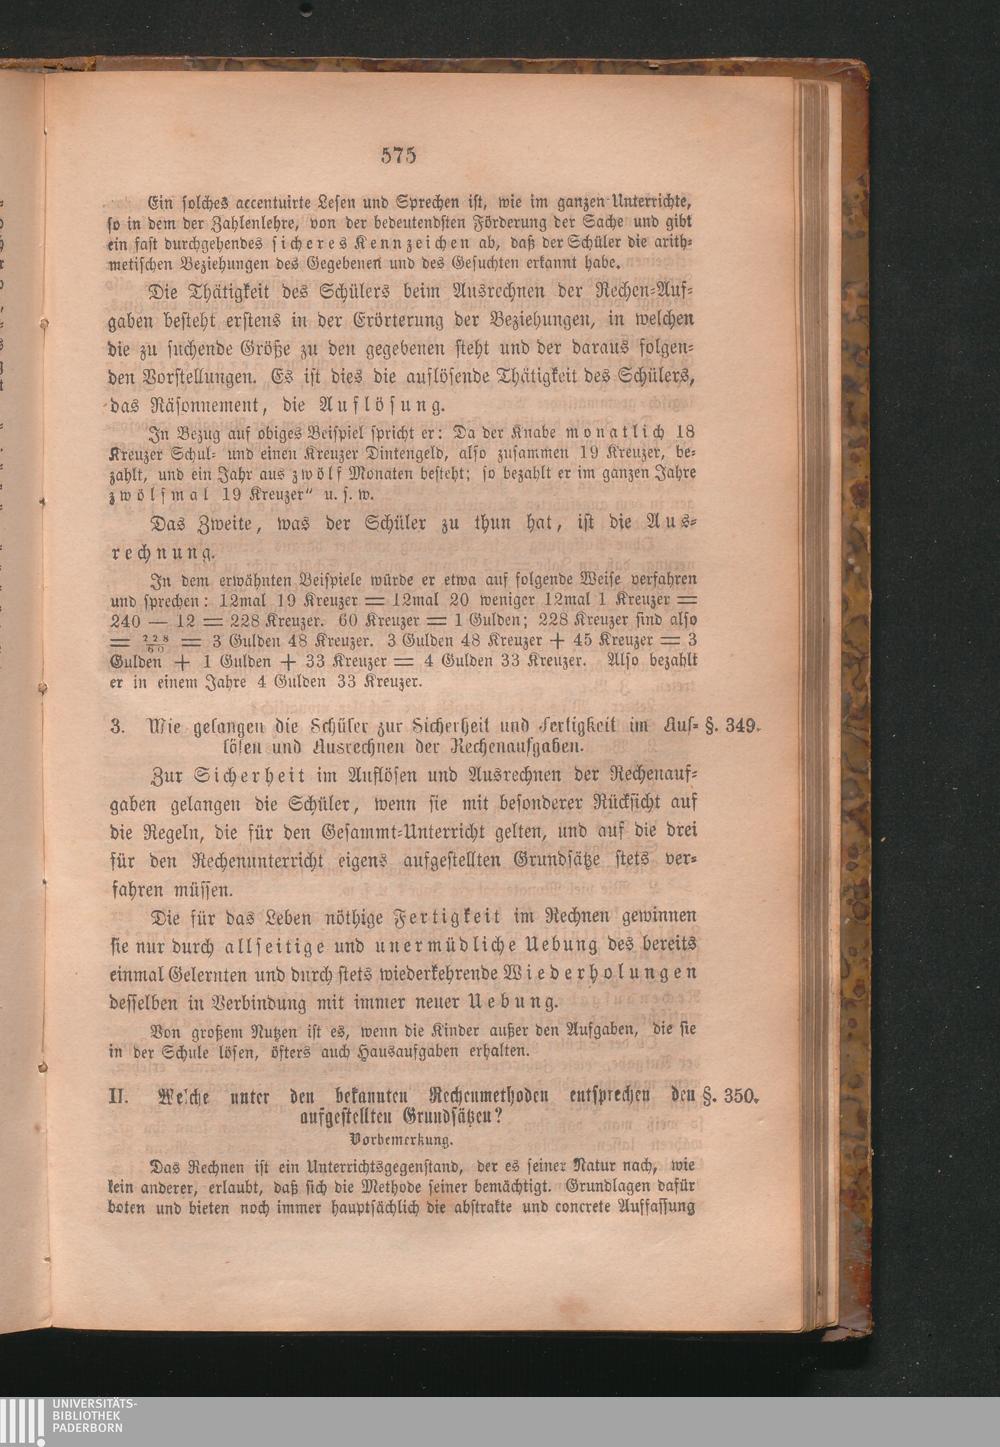 575
Ein solches accentuirte Lesen und Sprechen ist, wie im ganzen Unterrichte,
so in dem der Zahlenlehre, von der bedeutendsten Förderung der Sache und gibt
ein fast durchgehendes sicheres Kennzeichen ab, daß der Schüler die arith-
metischen Beziehungen des Gegebenen und des Gesuchten erkannt habe.
Die Thätigkeit des Schülers beim Ausrechnen der Rechen-Auf-
gaben besteht erstens in der Erörterung der Beziehungen, in welchen
die zu suchende Größe zu den gegebenen steht und der daraus folgen-
den Vorstellungen. Es ist dies die auflösende Thätigkeit des Schülers,
das Räsonnement, die Auflösung.
In Bezug auf obiges Beispiel spricht er: Da der Knabe monatlich 18
Kreuzer Schul- und einen Kreuzer Dintengeld, also zusammen 19 Kreuzer, be-
zahlt, und ein Jahr aus zwölf Monaten besteht; so bezahlt er im ganzen Jahre
zwölfmal 19 Kreuzer“ u. s. w.
Das Zweite, was der Schüler zu thun hat, ist die Aus-
rechnung.
In dem erwähnten Beispiele würde er etwa auf folgende Weise verfahren
und sprechen: 12mal 19 Kreuzer = 12mal 20 weniger 12mal 1 Kreuzer =
240 — 12 = 228 Kreuzer. 60 Kreuzer = 1 Gulden; 228 Kreuzer sind also
= 228/60 = 3 Gulden 48 Kreuzer. 3 Gulden 48 Kreuzer + 45 Kreuzer = 3
Gulden + 1 Gulden + 33 Kreuzer = 4 Gulden 33 Kreuzer. Also bezahlt
er in einem Jahre 4 Gulden 33 Kreuzer.
3. Wie gelangen die Schüler zur Sicherheit und Fertigkeit im Auf- §. 349.
lösen und Ausrechnen der Rechenaufgaben.
Zur Sicherheit im Auflösen und Ausrechnen der Rechenauf-
gaben gelangen die Schüler, wenn sie mit besonderer Rücksicht auf
die Regeln, die für den Gesammt-Unterricht gelten, und auf die drei
für den Rechenunterricht eigens aufgestellten Grundsätze stets ver-
fahren müssen.
Die für das Leben nöthige Fertigkeit im Rechnen gewinnen
sie nur durch allseitige und unermüdliche Uebung des bereits
einmal Gelernten und durch stets wiederkehrende Wiederholungen
desselben in Verbindung mit immer neuer Uebung.
Von großem Nutzen ist es, wenn die Kinder außer den Aufgaben, die sie
in der Schule lösen, öfters auch Hausaufgaben erhalten.
II. Welche unter den bekannten Rechenmethoden entsprechen den §. 350.
aufgestellten Grundsätzen?
Vorbemerkung.
Das Rechnen ist ein Unterrichtsgegenstand, der es seiner Natur nach, wie
kein anderer, erlaubt, daß sich die Methode seiner bemächtigt. Grundlagen dafür
boten und bieten noch immer hauptsächlich die abstrakte und concrete Auffassung
UNIVERSITÄTS-
BIBLIOTHEK
PADERBORN